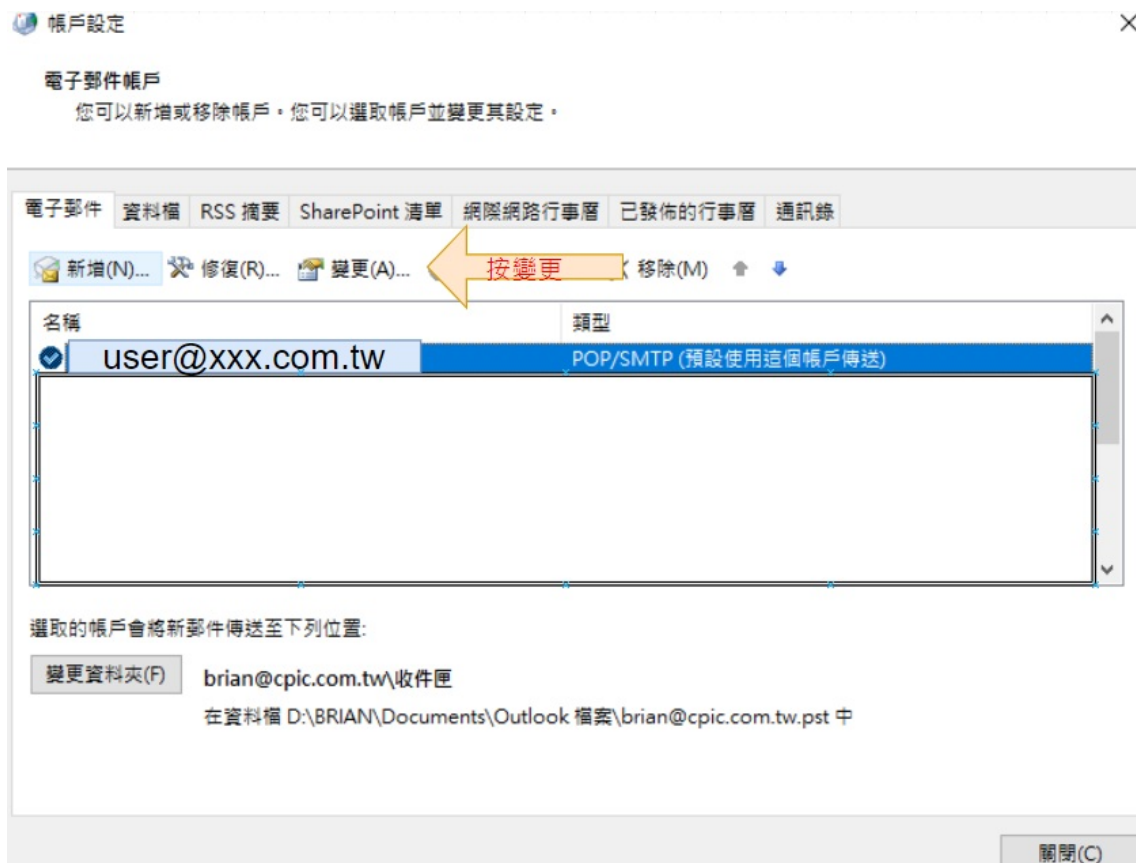 帳戶設定
電子郵件帳戶
您可以新增或移除帳戶。您可以選取帳戶並變更其設定。
電子郵件 資料檔 RSS 摘要 SharePoint 清單 網際網路行事曆 已發佈的行事曆 通訊錄
新增(N)... 修復(R)... 變更(A)... 按變更 移除(M)
名稱 類型
user@xxx.com.tw POP/SMTP (預設使用這個帳戶傳送)
選取的帳戶會將新郵件傳送至下列位置:
變更資料夾(F) brian@cpic.com.tw\收件匣
在資料檔 D:\BRIAN\Documents\Outlook 檔案\brian@cpic.com.tw.pst 中
關閉(C)